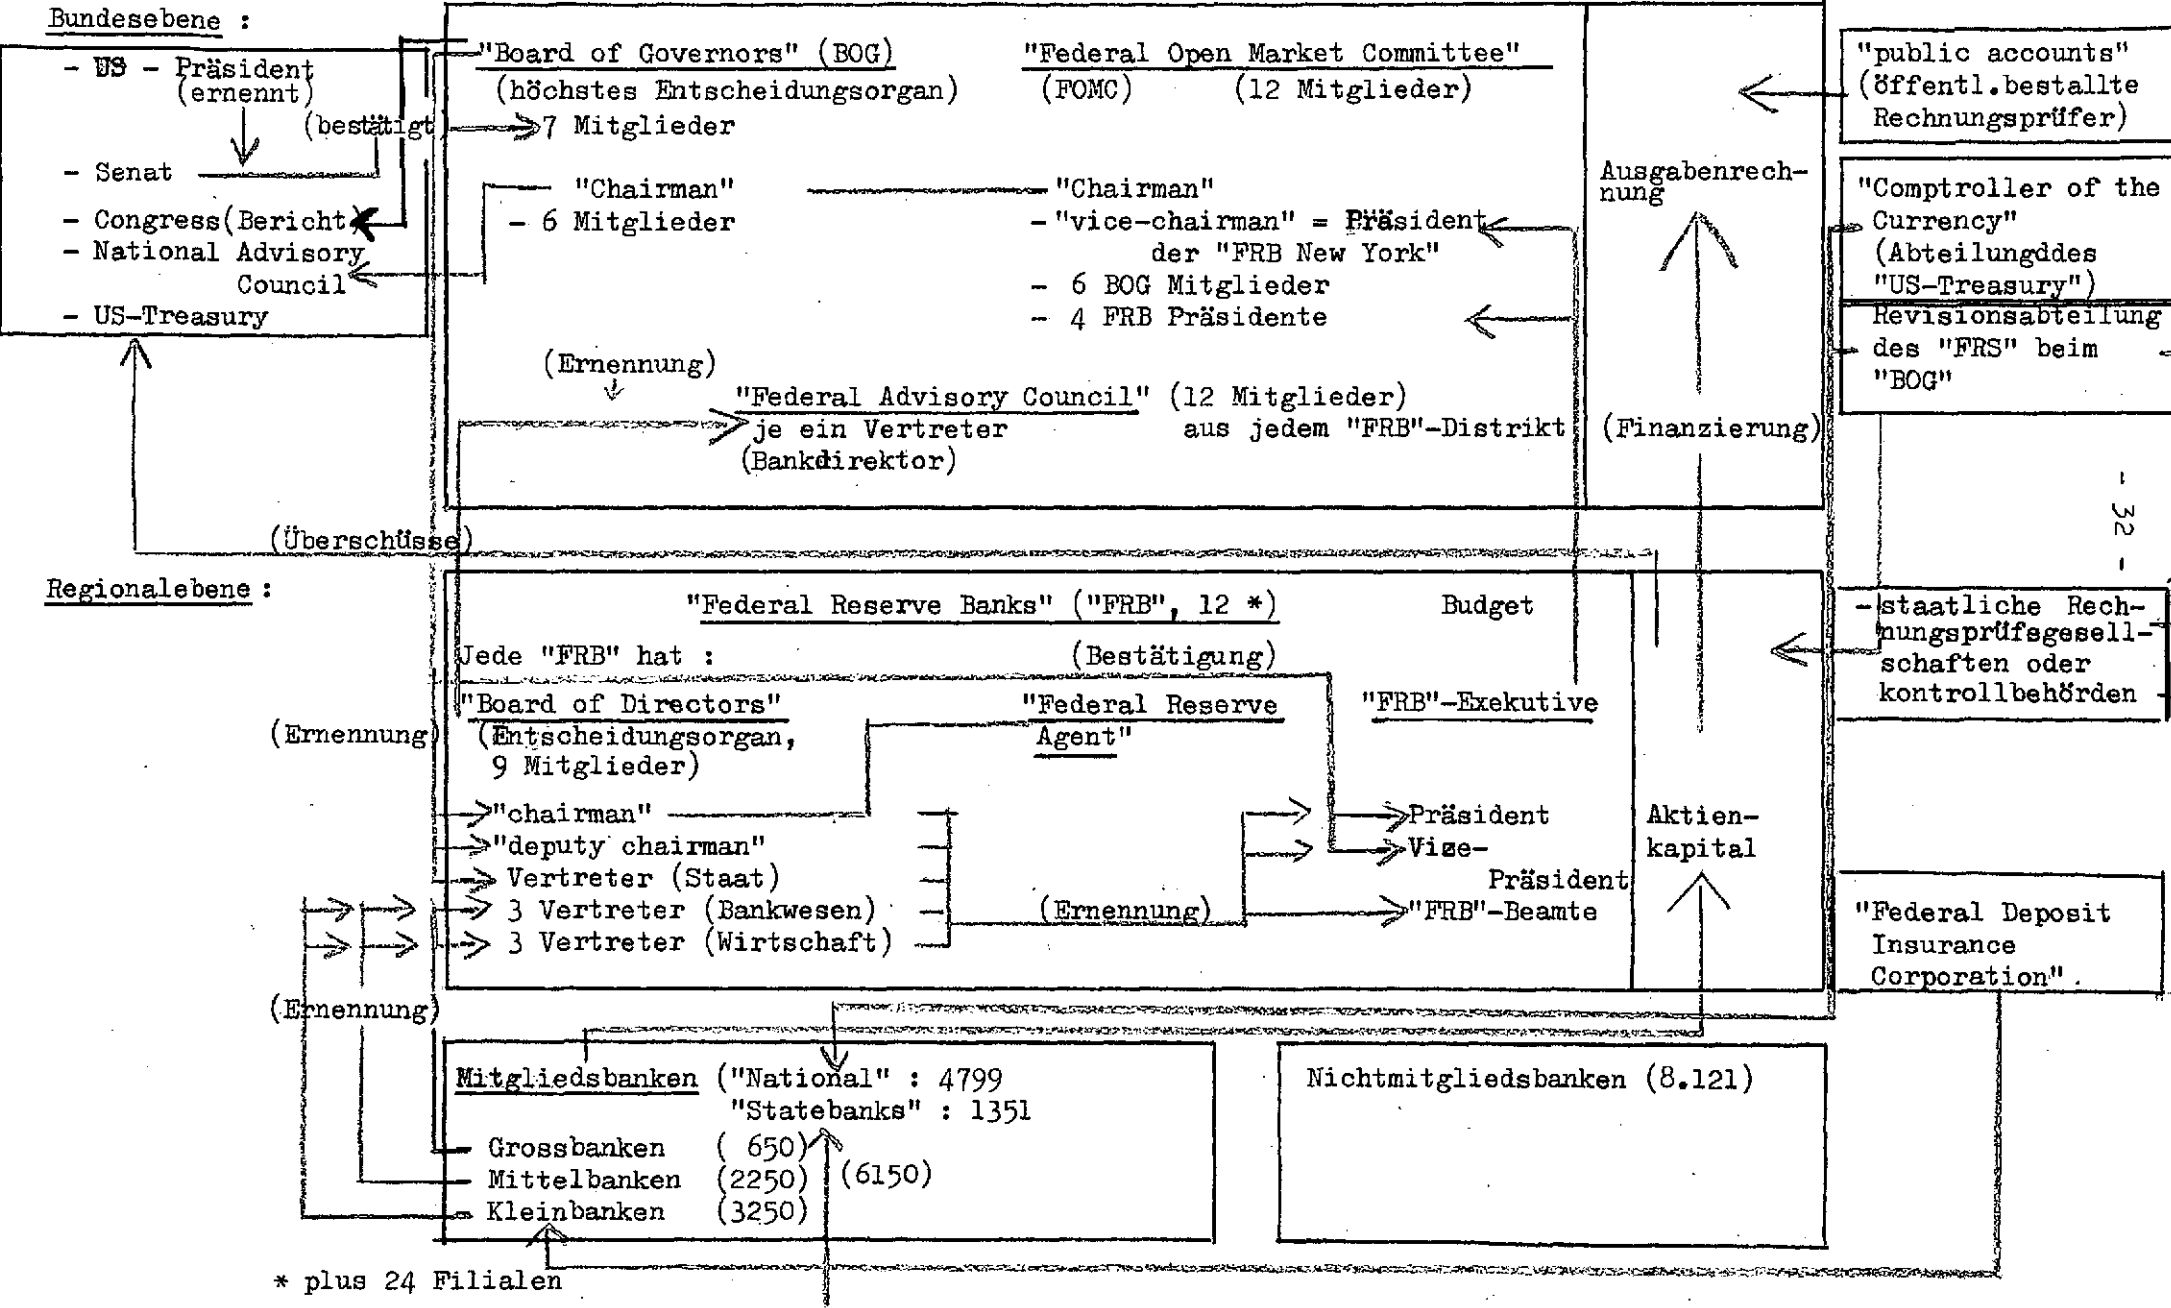 Bundesebene :
- US - Präsident
(ernennt)
(bestätigt
- Senat
- Congress(Bericht)
- National Advisory
Council
- US-Treasury
"Board of Governors" (BOG)
(höchstes Entscheidungsorgan)
7 Mitglieder
"Chairman"
- 6 Mitglieder
"Federal Open Market Committee"
(FOMC) (12 Mitglieder)
"Chairman"
- "vice-chairman" = Präsident
der "FRB New York"
- 6 BOG Mitglieder
- 4 FRB Präsidente
(Ernennung)
"Federal Advisory Council" (12 Mitglieder)
je ein Vertreter aus jedem "FRB"-Distrikt
(Bankdirektor)
Ausgabenrech-
nung
(Finanzierung)
"public accounts"
(öffentl.bestallte
Rechnungsprüfer)
"Comptroller of the
Currency"
(Abteilungddes
"US-Treasury")
Revisionsabteilung
des "FRS" beim
"BOG"
- 32 -
(Überschüsse)
Regionalebene :
"Federal Reserve Banks" ("FRB", 12 *) Budget
Jede "FRB" hat : (Bestätigung)
"Board of Directors"
(Entscheidungsorgan,
9 Mitglieder)
"Federal Reserve
Agent"
"FRB"-Exekutive
(Ernennung)
"chairman"
"deputy chairman"
Vertreter (Staat)
3 Vertreter (Bankwesen)
3 Vertreter (Wirtschaft)
(Ernennung)
Präsident
Vize-
Präsident
"FRB"-Beamte
Aktien-
kapital
- staatliche Rech-
nungsprüfsgesell-
schaften oder
kontrollbehörden
"Federal Deposit
Insurance
Corporation".
(Ernennung)
Mitgliedsbanken ("National" : 4799
"Statebanks" : 1351
- Grossbanken ( 650)
- Mittelbanken (2250) (6150)
- Kleinbanken (3250)
Nichtmitgliedsbanken (8.121)
* plus 24 Filialen